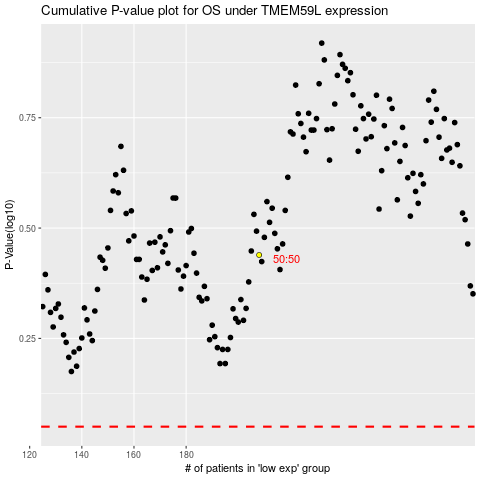 Cumulative P-value plot for OS under TMEM59L expression
P-Value(log10)
0.75
0.50
0.25
50:50
120 140 160 180
# of patients in 'low exp' group